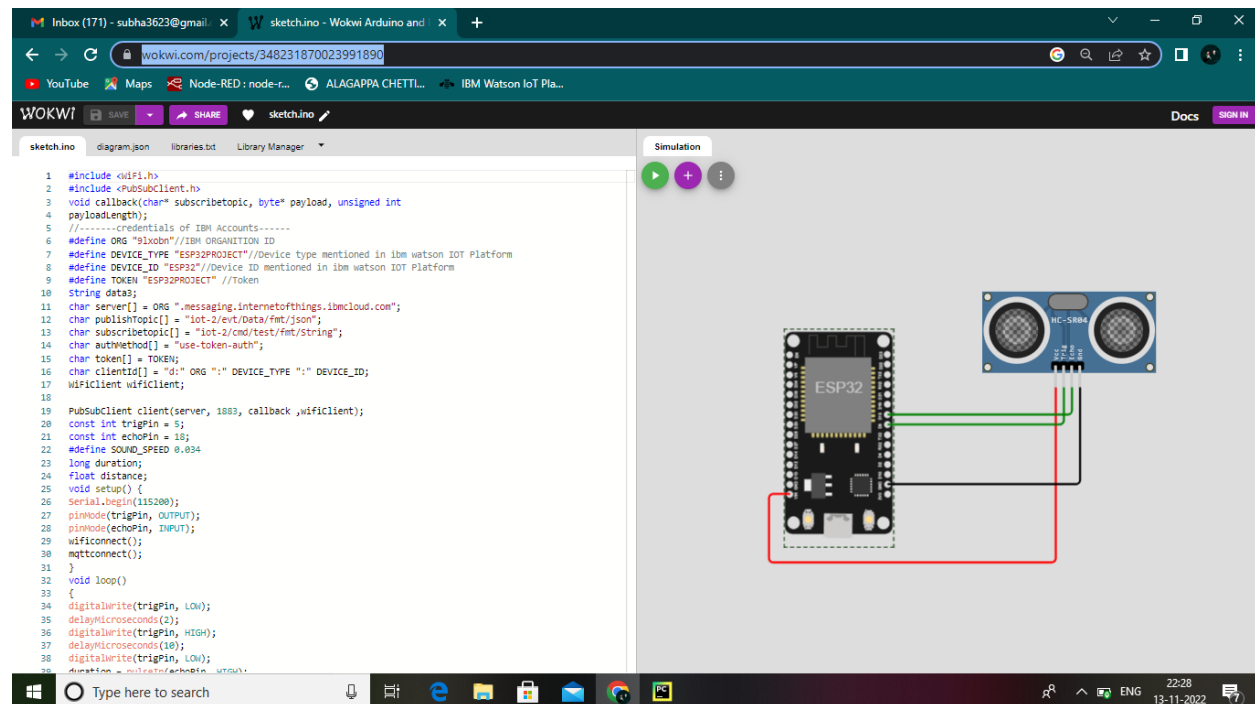 Inbox (171) - subha3623@gmail.
sketch.ino - Wokwi Arduino and
wokwi.com/projects/348231870023991890
YouTube Maps Node-RED : node-r... ALAGAPPA CHETTI... IBM Watson IoT Pla...
WOKWI SAVE SHARE sketch.ino Docs SIGN IN
sketch.ino diagram.json libraries.txt Library Manager
Simulation
1 #include <WiFi.h>
2 #include <PubSubClient.h>
3 void callback(char* subscribetopic, byte* payload, unsigned int
4 payloadLength);
5 //-------credentials of IBM Accounts------
6 #define ORG "9lxobn"//IBM ORGANITION ID
7 #define DEVICE_TYPE "ESP32PROJECT"//Device type mentioned in ibm watson IOT Platform
8 #define DEVICE_ID "ESP32"//Device ID mentioned in ibm watson IOT Platform
9 #define TOKEN "ESP32PROJECT" //Token
10 String data3;
11 char server[] = ORG ".messaging.internetofthings.ibmcloud.com";
12 char publishTopic[] = "iot-2/evt/Data/fmt/json";
13 char subscribetopic[] = "iot-2/cmd/test/fmt/String";
14 char authMethod[] = "use-token-auth";
15 char token[] = TOKEN;
16 char clientId[] = "d:" ORG ":" DEVICE_TYPE ":" DEVICE_ID;
17 WiFiClient wifiClient;
18
19 PubSubClient client(server, 1883, callback ,wifiClient);
20 const int trigPin = 5;
21 const int echoPin = 18;
22 #define SOUND_SPEED 0.034
23 long duration;
24 float distance;
25 void setup() {
26 Serial.begin(115200);
27 pinMode(trigPin, OUTPUT);
28 pinMode(echoPin, INPUT);
29 wificonnect();
30 mqttconnect();
31 }
32 void loop()
33 {
34 digitalWrite(trigPin, LOW);
35 delayMicroseconds(2);
36 digitalWrite(trigPin, HIGH);
37 delayMicroseconds(10);
38 digitalWrite(trigPin, LOW);
39 duration = pulseIn(echoPin, HIGH);
HC-SR04
Vcc
Trig
Echo
Gnd
ESP32
Type here to search
ENG
22:28
13-11-2022
7